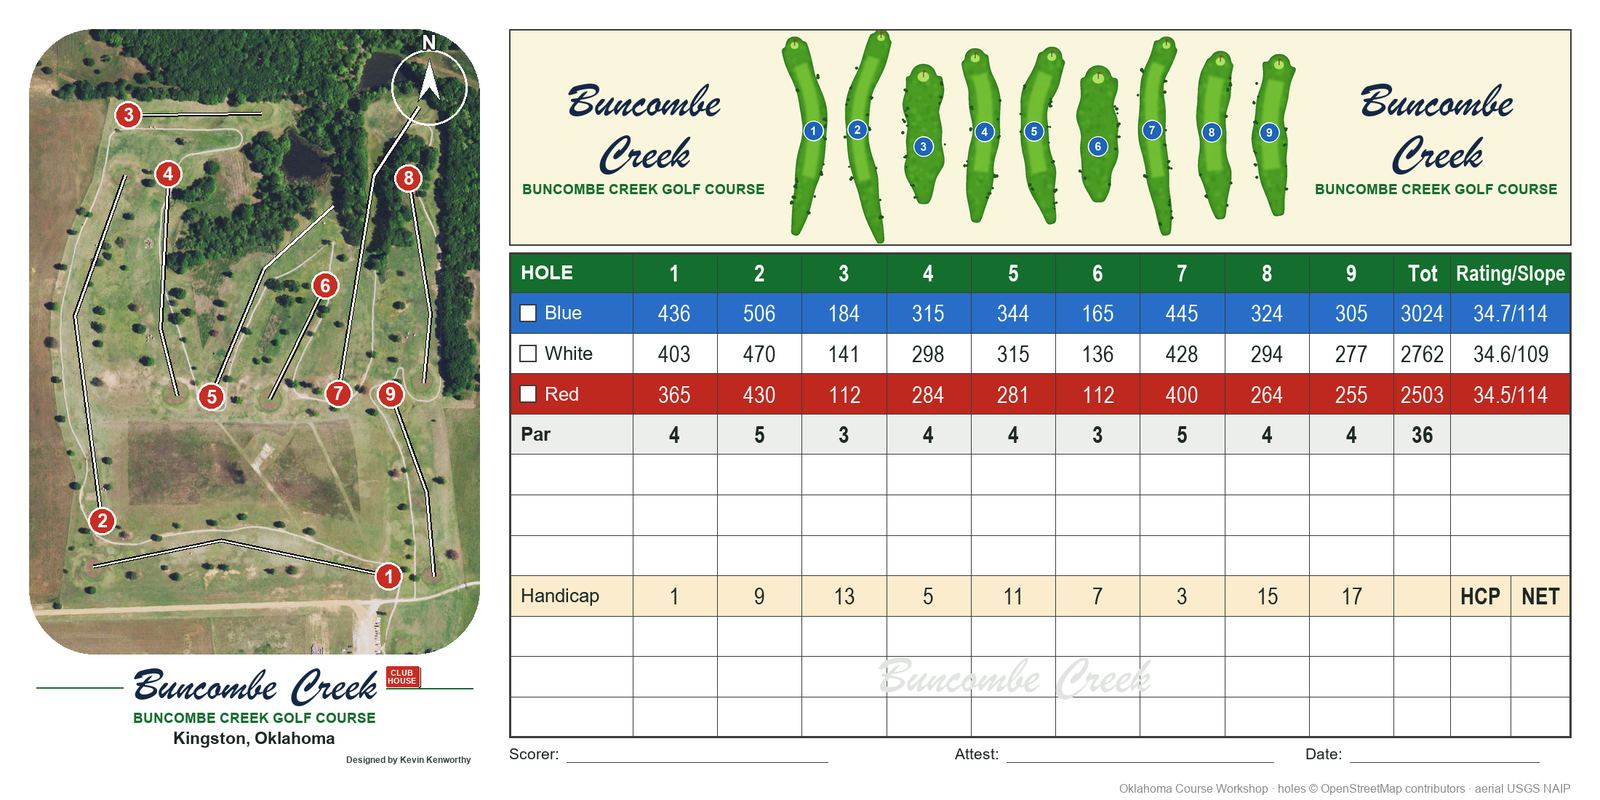 N
3
4
8
6
5
7
9
2
1
Buncombe Creek
CLUB HOUSE
BUNCOMBE CREEK GOLF COURSE
Kingston, Oklahoma
Designed by Kevin Kenworthy
Buncombe
Creek
BUNCOMBE CREEK GOLF COURSE
1 2 3 4 5 6 7 8 9
Buncombe
Creek
BUNCOMBE CREEK GOLF COURSE
HOLE 1 2 3 4 5 6 7 8 9 Tot Rating/Slope
Blue 436 506 184 315 344 165 445 324 305 3024 34.7/114
White 403 470 141 298 315 136 428 294 277 2762 34.6/109
Red 365 430 112 284 281 112 400 264 255 2503 34.5/114
Par 4 5 3 4 4 3 5 4 4 36
Handicap 1 9 13 5 11 7 3 15 17 HCP NET
Buncombe Creek
Scorer: Attest: Date:
Oklahoma Course Workshop · holes © OpenStreetMap contributors · aerial USGS NAIP